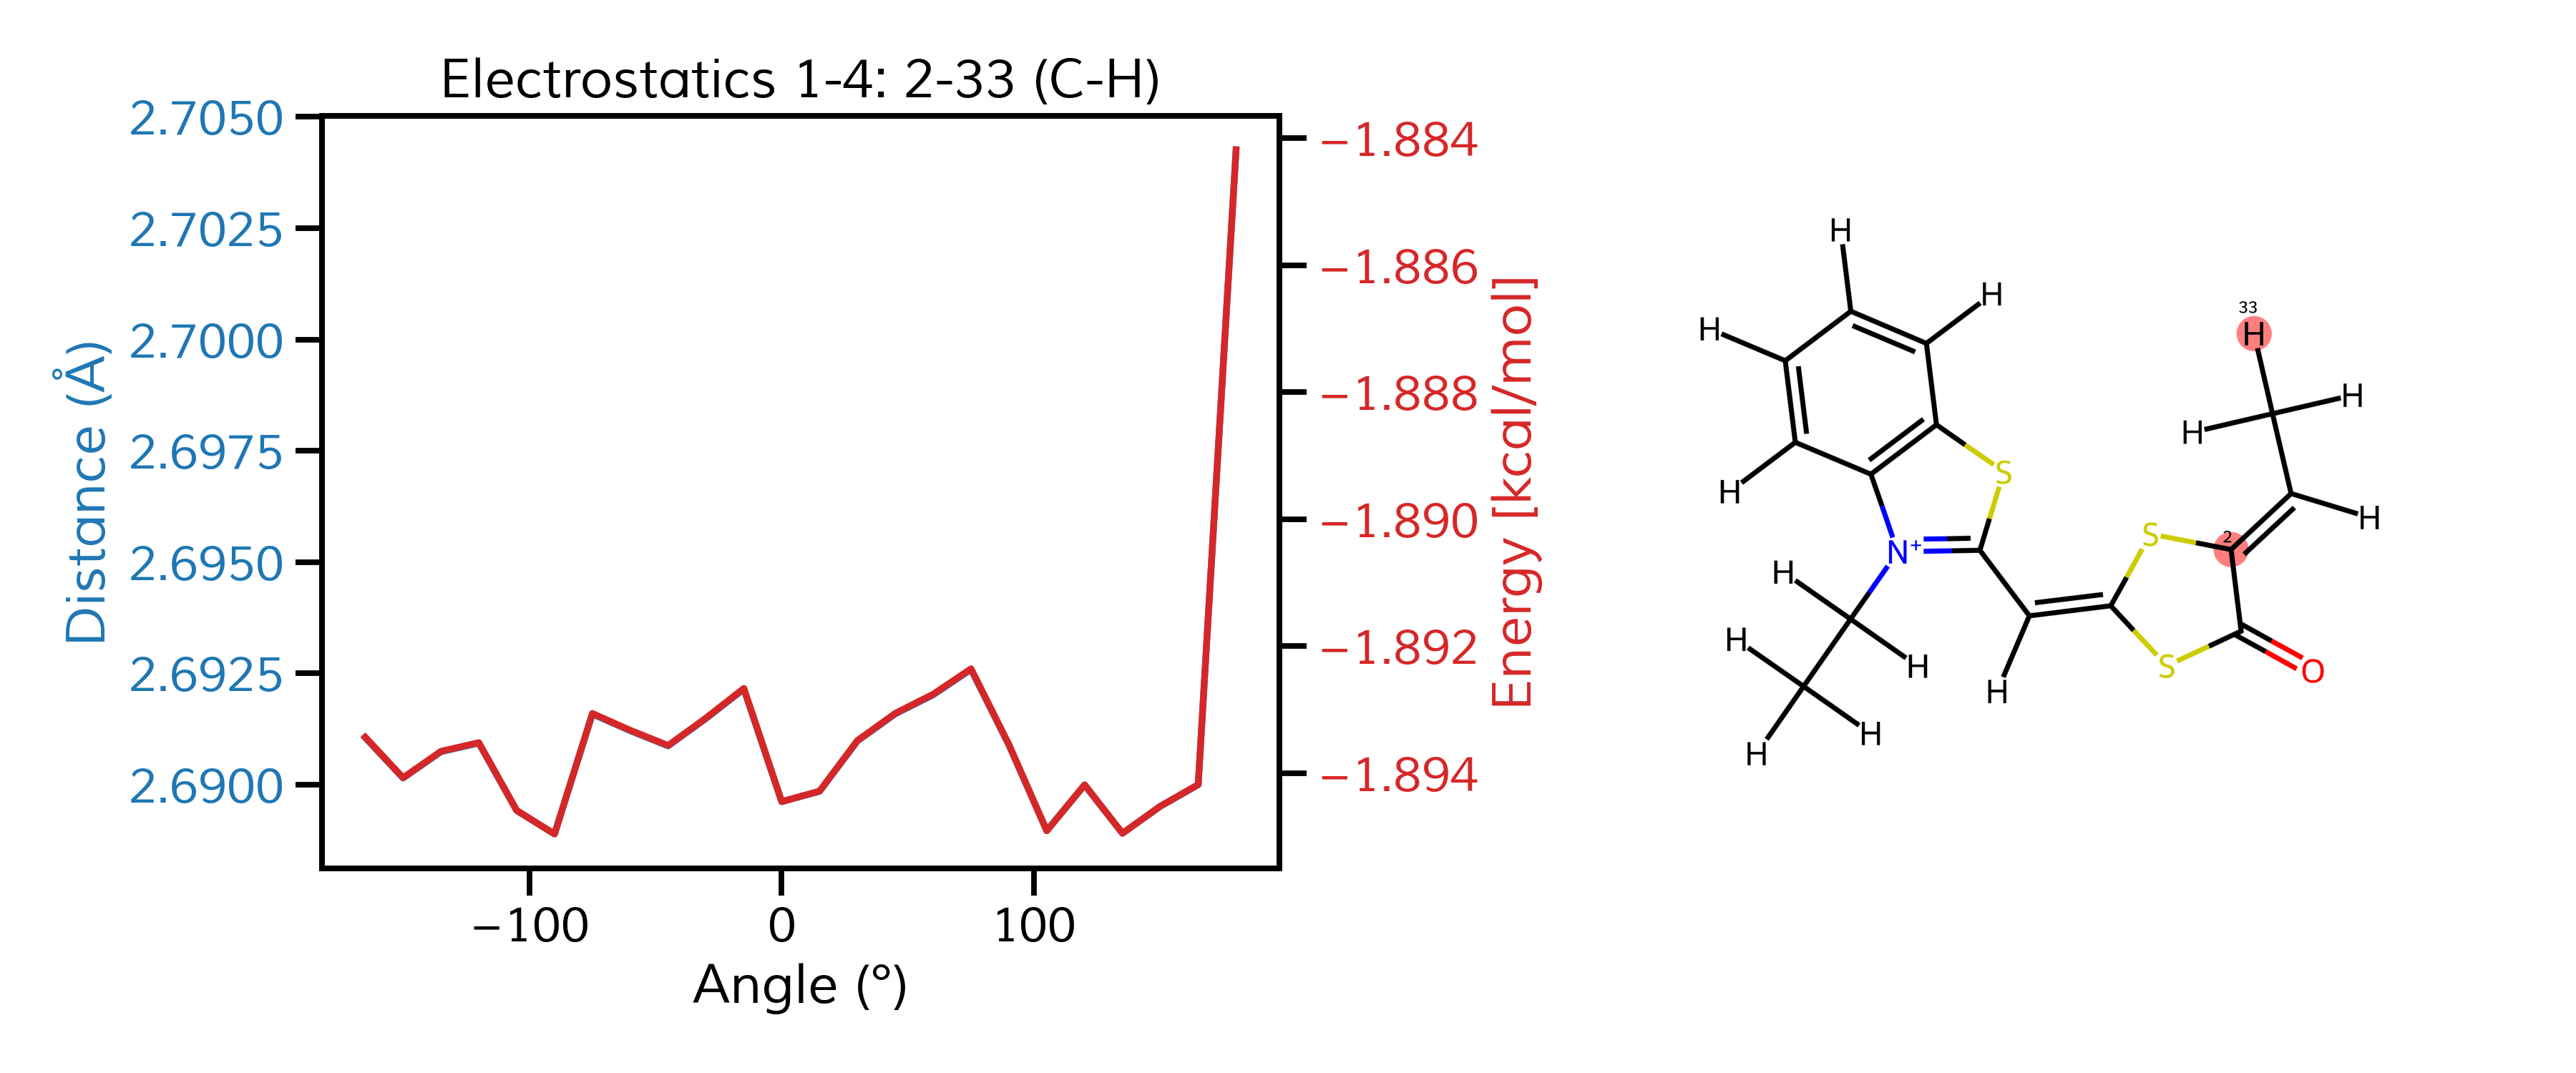 Electrostatics 1-4: 2-33 (C-H)
2.7050
2.7025
2.7000
2.6975
2.6950
2.6925
2.6900
Distance (Å)
−1.884
−1.886
−1.888
−1.890
−1.892
−1.894
Energy [kcal/mol]
−100
0
100
Angle (°)
H
H
H
33
H
H
H
H
H
S
H
S
2
N+
H
H
H
S
O
H
H
H
H